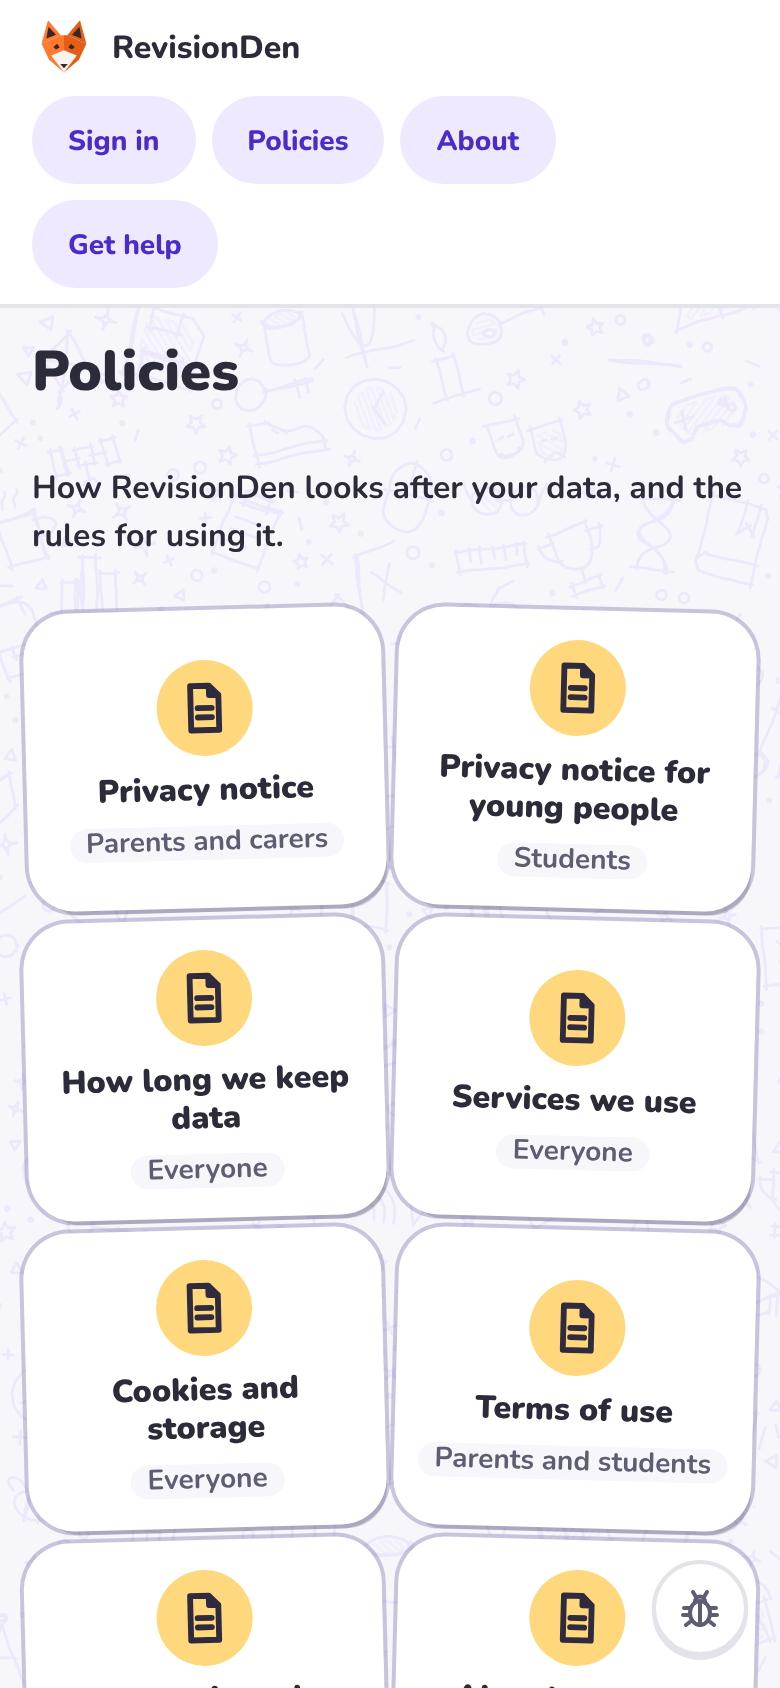 RevisionDen
Sign in
Policies
About
Get help
Policies
How RevisionDen looks after your data, and the
rules for using it.
Privacy notice
Parents and carers
Privacy notice for
young people
Students
How long we keep
data
Everyone
Services we use
Everyone
Cookies and
storage
Everyone
Terms of use
Parents and students